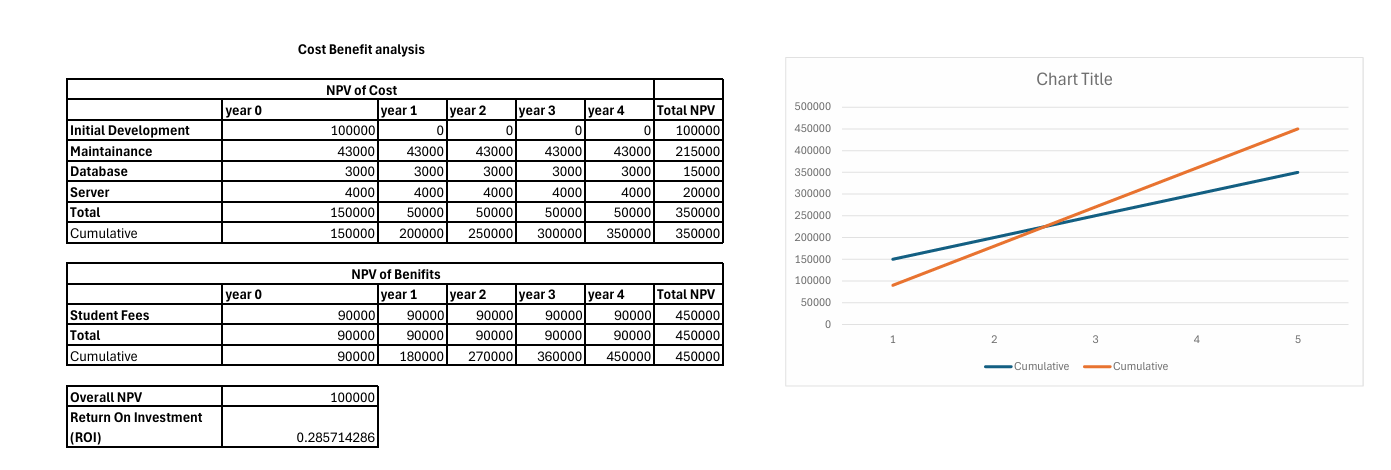 Cost Benefit analysis
NPV of Cost
year 0 year 1 year 2 year 3 year 4 Total NPV
Initial Development 100000 0 0 0 0 100000
Maintainance 43000 43000 43000 43000 43000 215000
Database 3000 3000 3000 3000 3000 15000
Server 4000 4000 4000 4000 4000 20000
Total 150000 50000 50000 50000 50000 350000
Cumulative 150000 200000 250000 300000 350000 350000
NPV of Benifits
year 0 year 1 year 2 year 3 year 4 Total NPV
Student Fees 90000 90000 90000 90000 90000 450000
Total 90000 90000 90000 90000 90000 450000
Cumulative 90000 180000 270000 360000 450000 450000
Overall NPV 100000
Return On Investment
(ROI) 0.285714286
Chart Title
500000
450000
400000
350000
300000
250000
200000
150000
100000
50000
0
1 2 3 4 5
Cumulative Cumulative